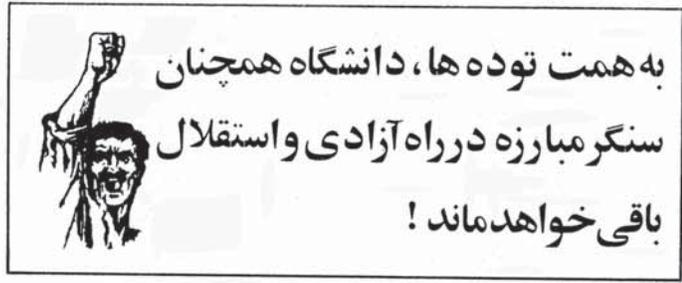 به همت توده ها، دانشگاه همچنان
سنگر مبارزه در راه آزادی و استقلال
باقی خواهد ماند !